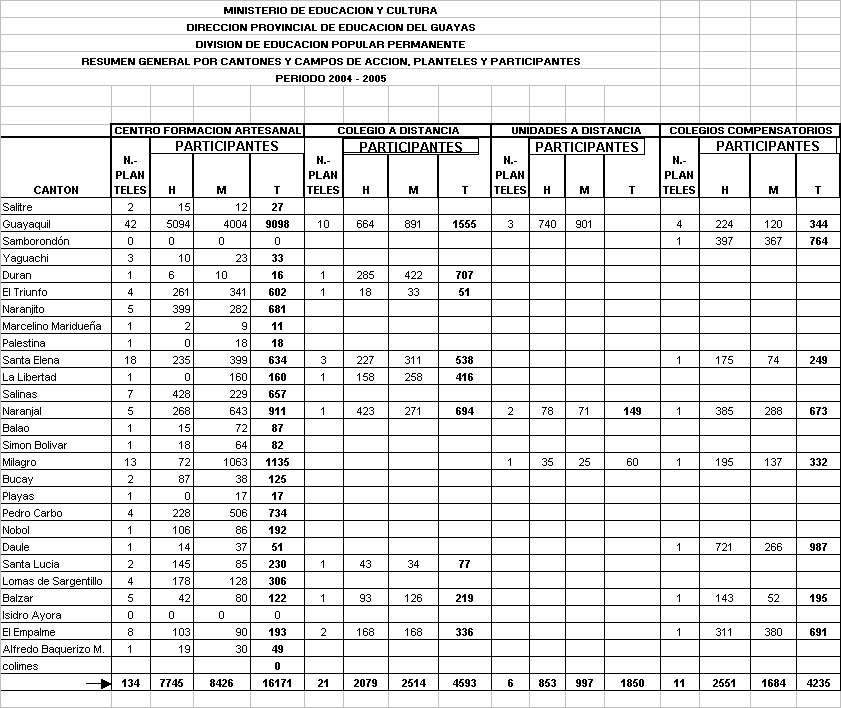 MINISTERIO DE EDUCACION Y CULTURA
DIRECCION PROVINCIAL DE EDUCACION DEL GUAYAS
DIVISION DE EDUCACION POPULAR PERMANENTE
RESUMEN GENERAL POR CANTONES Y CAMPOS DE ACCION, PLANTELES Y PARTICIPANTES
PERIODO 2004 - 2005
CENTRO FORMACION ARTESANAL COLEGIO A DISTANCIA UNIDADES A DISTANCIA COLEGIOS COMPENSATORIOS
PARTICIPANTES PARTICIPANTES PARTICIPANTES PARTICIPANTES
N.- N.- N.- N.-
PLAN PLAN PLAN PLAN
CANTON TELES H M T TELES H M T TELES H M T TELES H M T
Salitre 2 15 12 27
Guayaquil 42 5094 4004 9098 10 664 891 1555 3 740 901 4 224 120 344
Samborondón 0 0 0 0 1 397 367 764
Yaguachi 3 10 23 33
Duran 1 6 10 16 1 285 422 707
El Triunfo 4 261 341 602 1 18 33 51
Naranjito 5 399 282 681
Marcelino Maridueña 1 2 9 11
Palestina 1 0 18 18
Santa Elena 18 235 399 634 3 227 311 538 1 175 74 249
La Libertad 1 0 160 160 1 158 258 416
Salinas 7 428 229 657
Naranjal 5 268 643 911 1 423 271 694 2 78 71 149 1 385 288 673
Balao 1 15 72 87
Simon Bolivar 1 18 64 82
Milagro 13 72 1063 1135 1 35 25 60 1 195 137 332
Bucay 2 87 38 125
Playas 1 0 17 17
Pedro Carbo 4 228 506 734
Nobol 1 106 86 192
Daule 1 14 37 51 1 721 266 987
Santa Lucia 2 145 85 230 1 43 34 77
Lomas de Sargentillo 4 178 128 306
Balzar 5 42 80 122 1 93 126 219 1 143 52 195
Isidro Ayora 0 0 0 0
El Empalme 8 103 90 193 2 168 168 336 1 311 380 691
Alfredo Baquerizo M. 1 19 30 49
colimes 0
134 7745 8426 16171 21 2079 2514 4593 6 853 997 1850 11 2551 1684 4235